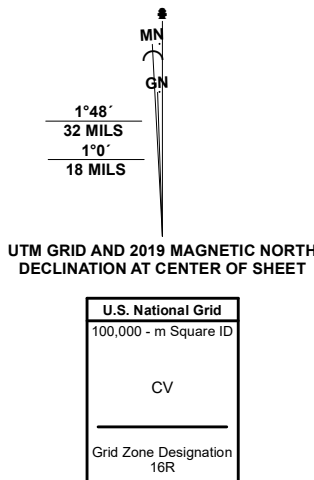 MN
GN
1°48´
32 MILS
1°0´
18 MILS
UTM GRID AND 2019 MAGNETIC NORTH
DECLINATION AT CENTER OF SHEET
U.S. National Grid
100,000 - m Square ID
CV
Grid Zone Designation
16R